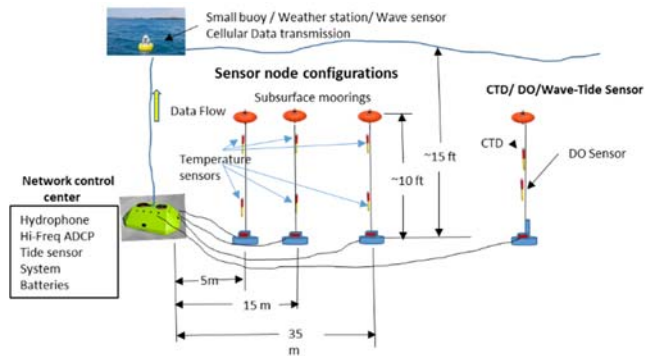 Small buoy / Weather station/ Wave sensor
Cellular Data transmission
Sensor node configurations
CTD/ DO/Wave-Tide Sensor
Subsurface moorings
Data Flow
Temperature
sensors
~10 ft
~15 ft
CTD
DO Sensor
Network control
center
Hydrophone
Hi-Freq ADCP
Tide sensor
System
Batteries
5m
15 m
35
m